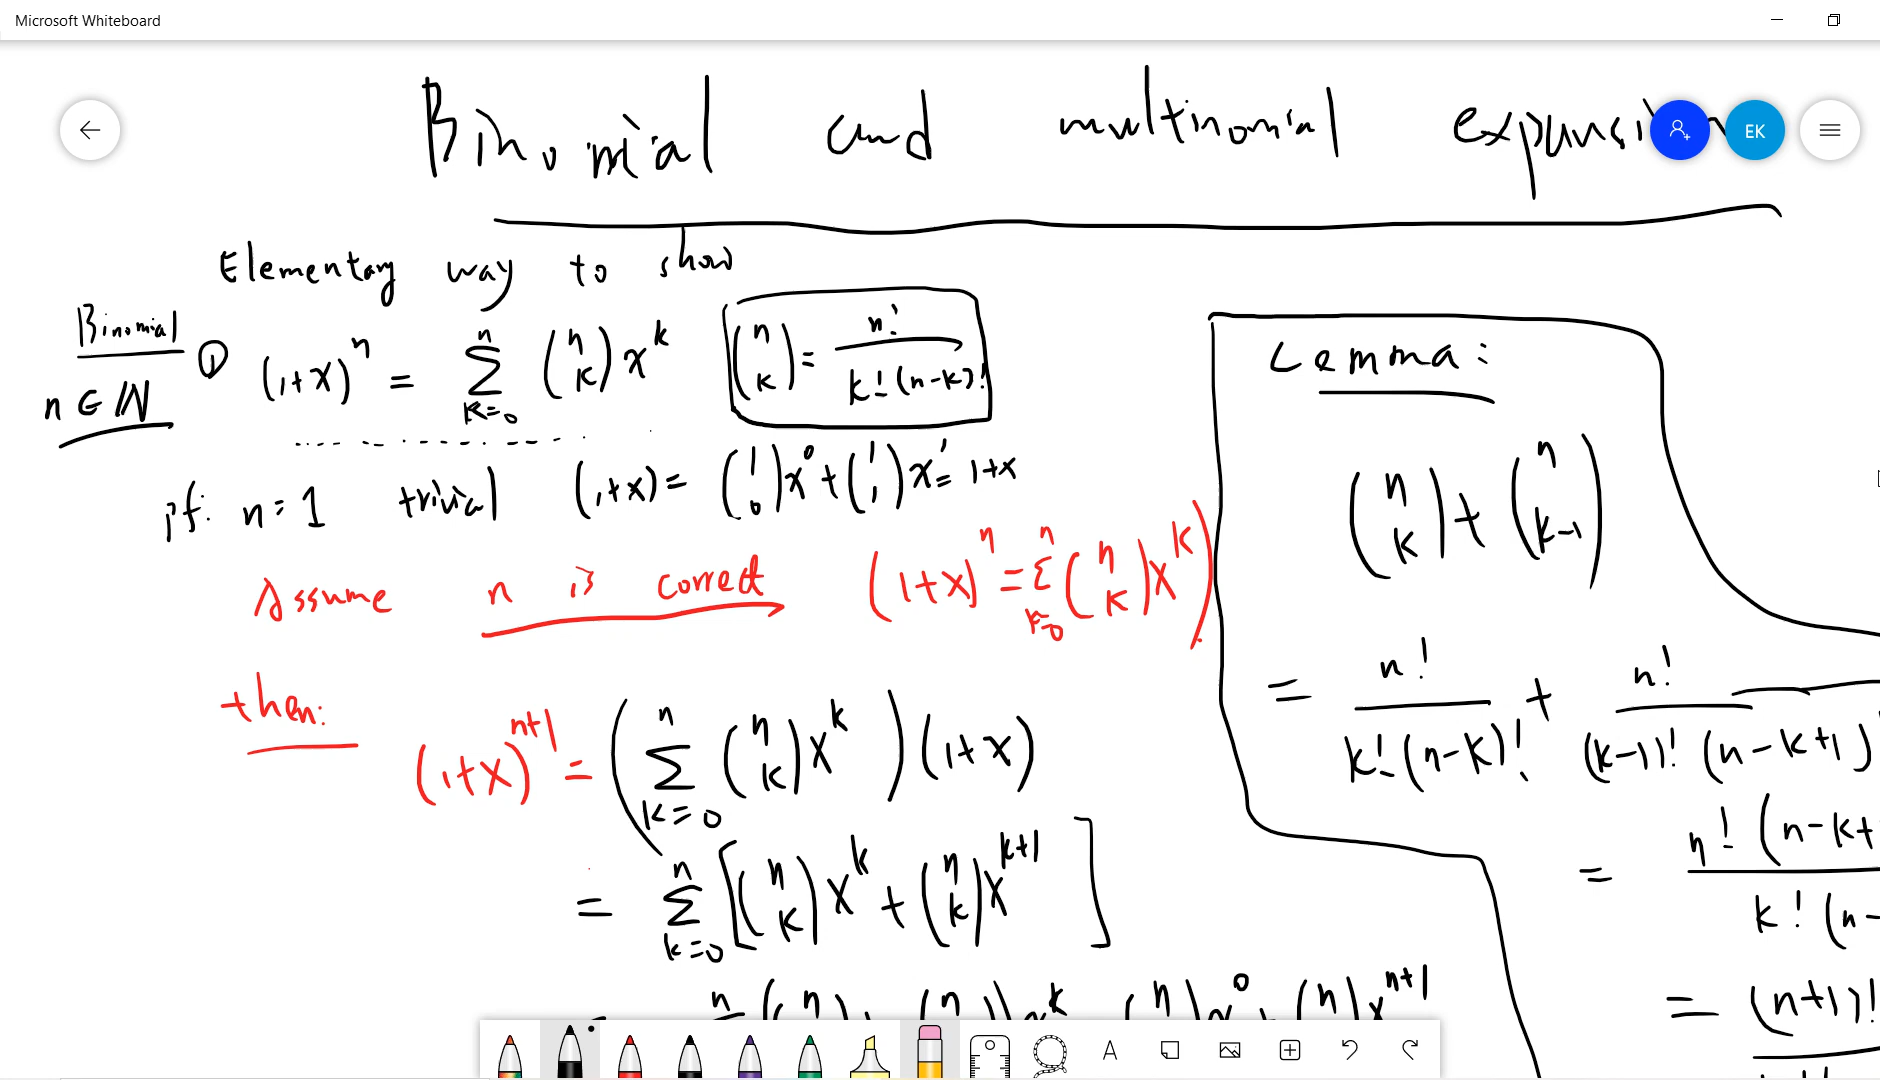 Microsoft Whiteboard
Binomial and multinomial expansion
EK
Elementary way to show
Binomial
n ∈ ℕ
① (1+x)^n = Σ_{k=0}^{n} (n k) x^k
(n k) = n! / k!(n-k)!
pf: n=1 trivial (1+x) = (1 0)x^0 + (1 1)x^1 = 1+x
Assume n is correct ((1+x)^n = Σ_{k=0}^{n} (n k) x^k)
then:
(1+x)^{n+1} = (Σ_{k=0}^{n} (n k) x^k)(1+x)
= Σ_{k=0}^{n} [(n k) x^k + (n k) x^{k+1}]
Lemma:
(n k) + (n k-1)
= n! / k!(n-k)! + n! / (k-1)!(n-k+1)
= n!(n-k+ / k!(n-
= (n+1)!
A